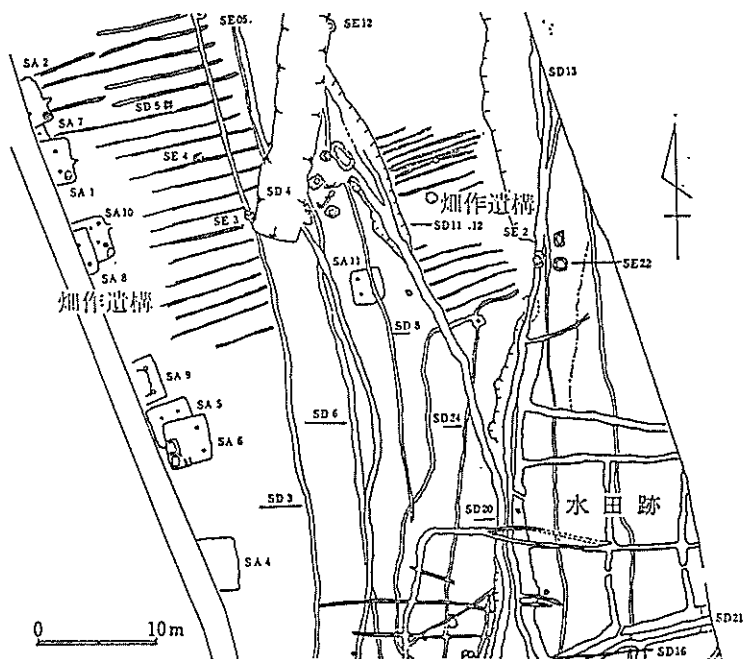 SE05
SE12
SA 2
SD13
SD 5群
SA 7
SE 4
SA 1
SD 4
畑作遺構
SA10
SE 3
SD11 .12
SE 2
SA 8
SA 11
SE22
畑作遺構
SD 8
SA 9
SA 5
SD 6
SD24
SA 6
水田跡
SD 3
SD20
SA 4
0 10m
SD21
SD16